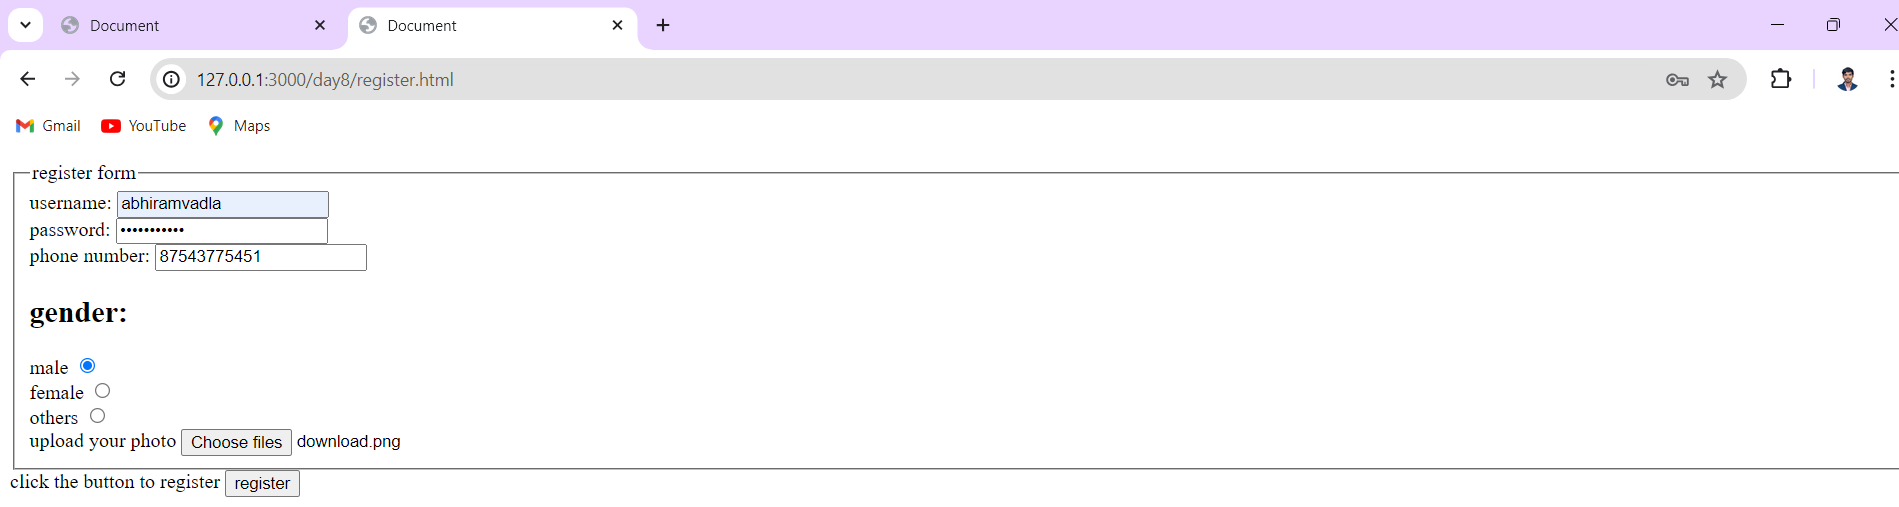 Document Document
127.0.0.1:3000/day8/register.html
Gmail YouTube Maps
register form
username: abhiramvadla
password: •••••••••••
phone number: 87543775451
gender:
male
female
others
upload your photo Choose files download.png
click the button to register register